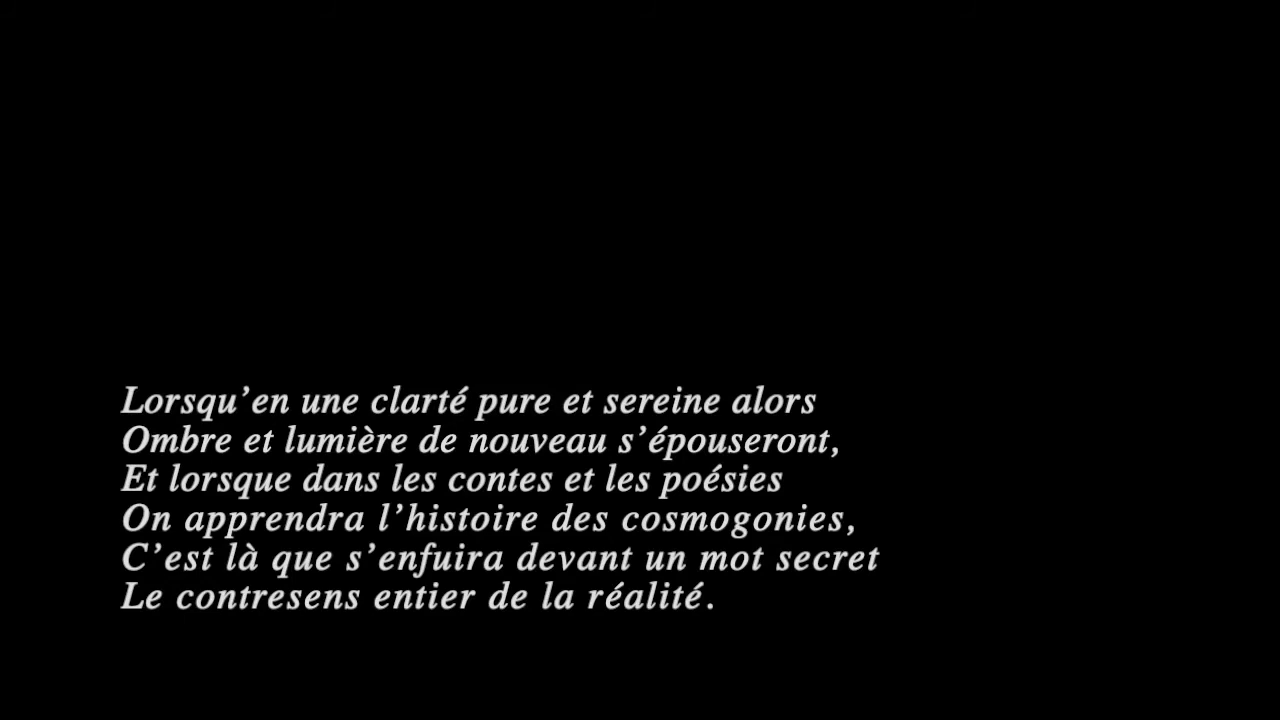 Lorsqu’en une clarté pure et sereine alors
Ombre et lumière de nouveau s’épouseront,
Et lorsque dans les contes et les poésies
On apprendra l’histoire des cosmogonies,
C’est là que s’enfuira devant un mot secret
Le contresens entier de la réalité.